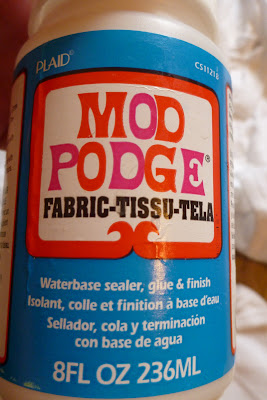 PLAID®
CS11218
MOD
PODGE®
FABRIC-TISSU-TELA
Waterbase sealer, glue & finish
Isolant, colle et finition à base d'eau
Sellador, cola y terminación
con base de agua
8FL OZ 236ML